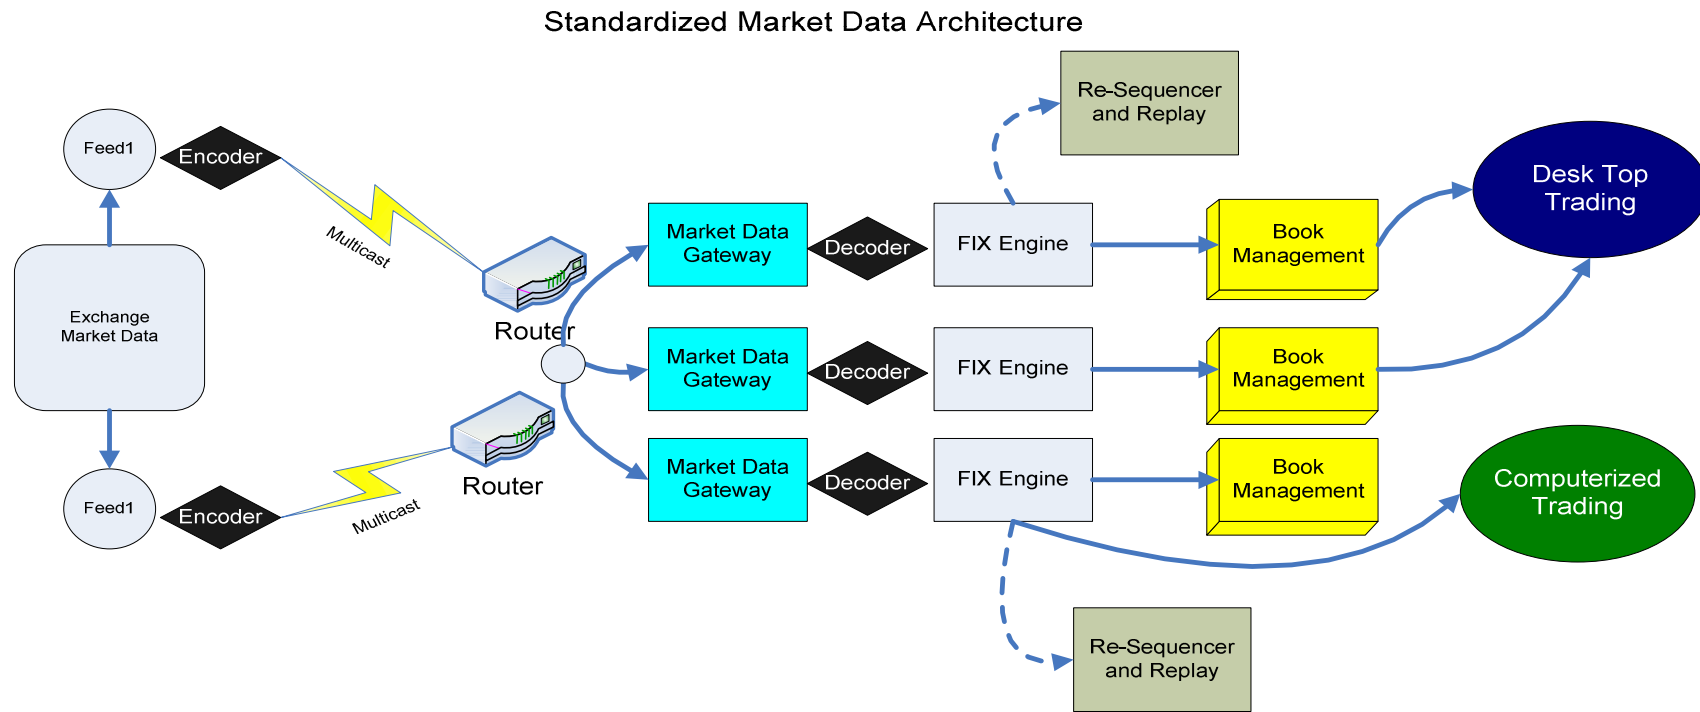 Standardized Market Data Architecture
Re-Sequencer
and Replay
Feed1
Encoder
Multicast
Router
Exchange
Market Data
Market Data
Gateway
Decoder
FIX Engine
Book
Management
Desk Top
Trading
Market Data
Gateway
Decoder
FIX Engine
Book
Management
Feed1
Encoder
Multicast
Router
Market Data
Gateway
Decoder
FIX Engine
Book
Management
Computerized
Trading
Re-Sequencer
and Replay